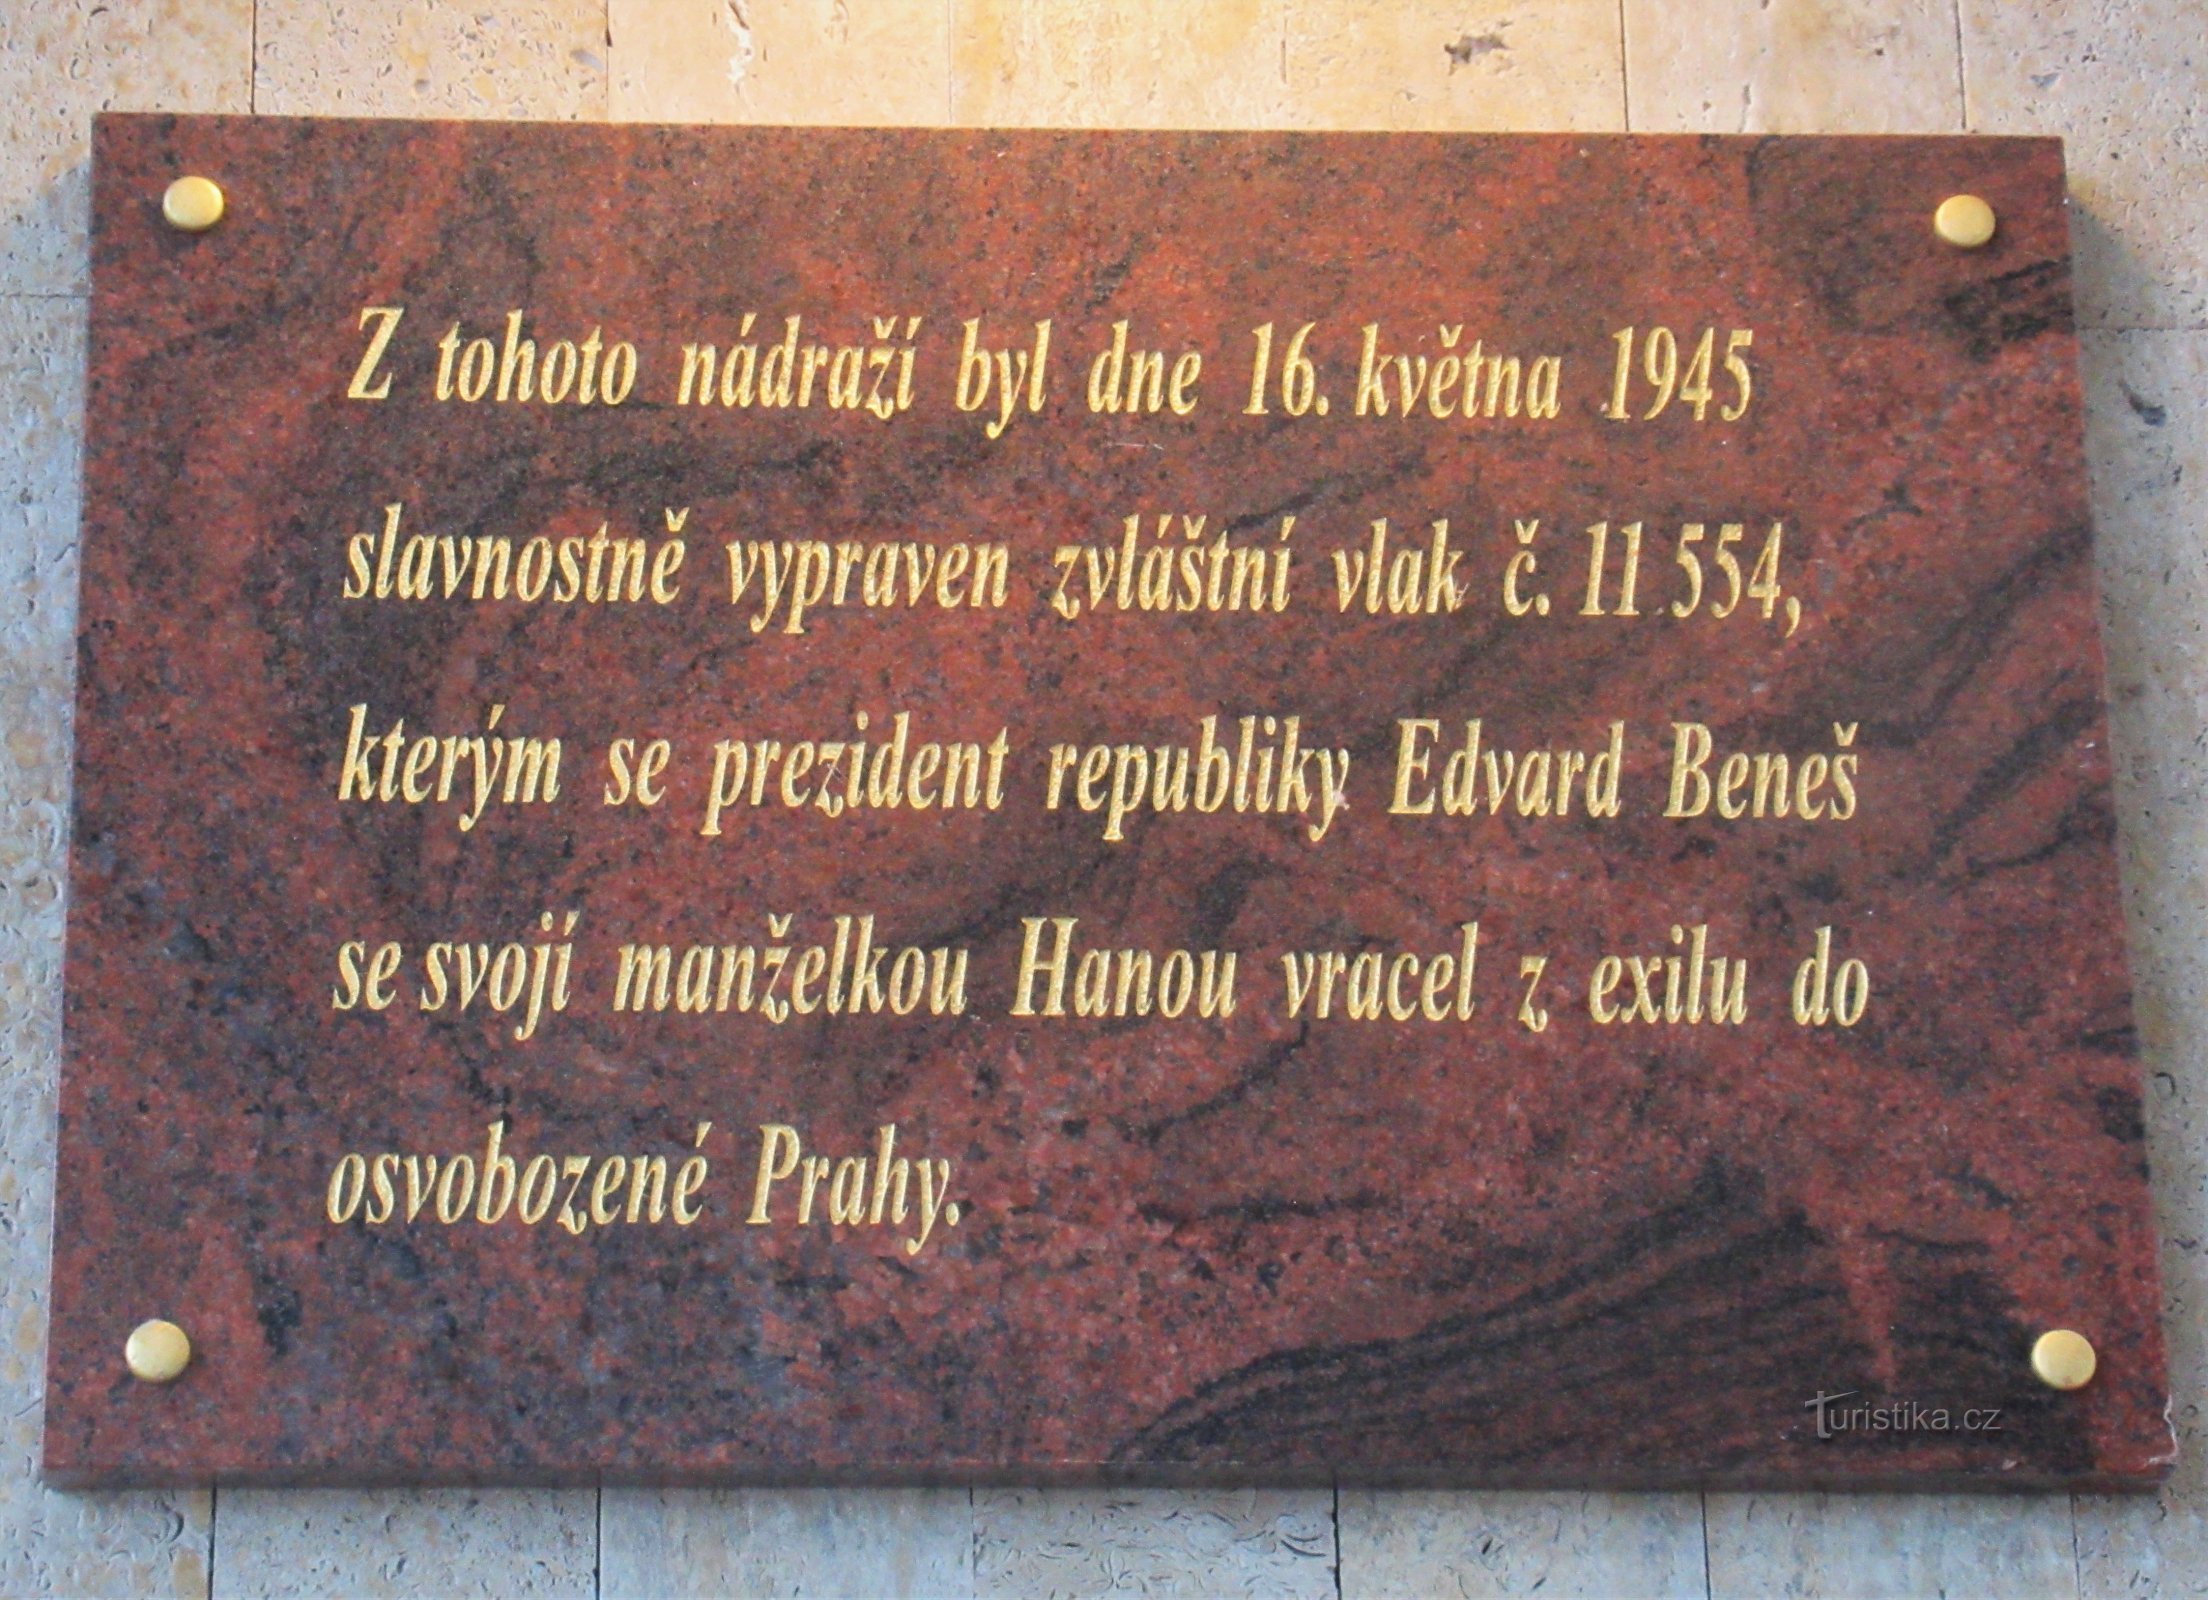 Z tohoto nádraží byl dne 16. května 1945
slavnostně vypraven zvláštní vlak č. 11 554,
kterým se prezident republiky Edvard Beneš
se svojí manželkou Hanou vracel z exilu do
osvobozené Prahy.
Turistika.cz